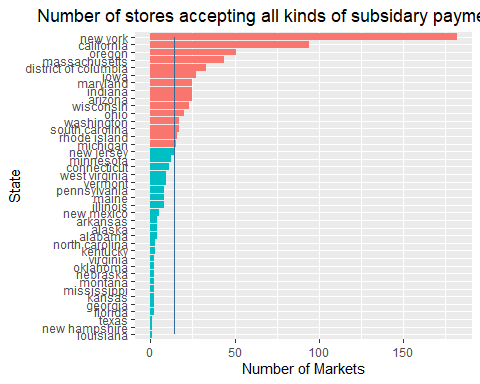 Number of stores accepting all kinds of subsidary payme
State
new york
california
oregon
massachusetts
district of columbia
iowa
maryland
indiana
arizona
wisconsin
ohio
washington
south carolina
rhode island
michigan
new jersey
minnesota
connecticut
west virginia
vermont
pennsylvania
maine
illinois
new mexico
arkansas
alaska
alabama
north carolina
kentucky
virginia
oklahoma
nebraska
montana
mississippi
kansas
georgia
florida
texas
new hampshire
louisiana
0 50 100 150
Number of Markets